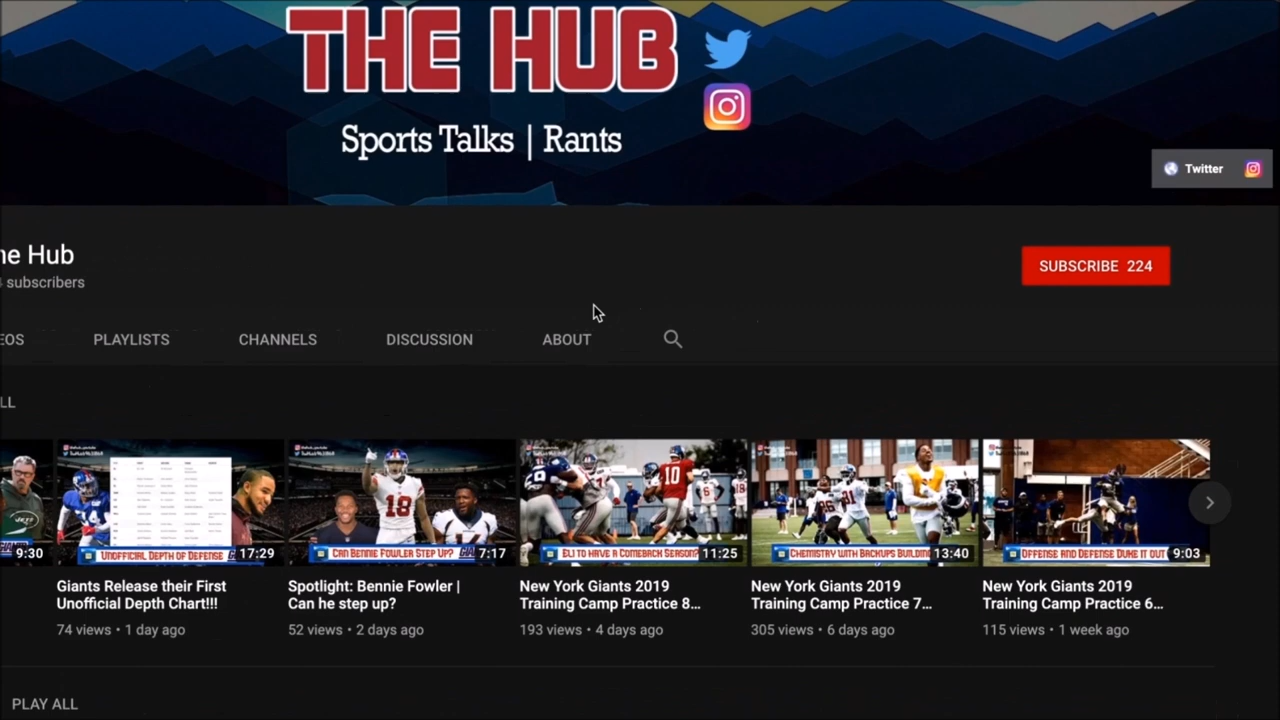 THE HUB
Sports Talks | Rants
Twitter
he Hub
subscribers
SUBSCRIBE 224
EOS
PLAYLISTS
CHANNELS
DISCUSSION
ABOUT
LL
9:30
UNOFFICIAL DEPTH OF DEFENSE
17:29
18
CAN BENNIE FOWLER STEP UP?
7:17
10
ELI TO HAVE A COMEBACK SEASON?
11:25
31
CHEMISTRY WITH BACKUPS BUILDING
13:40
OFFENSE AND DEFENSE DUKE IT OUT
9:03
Giants Release their First
Unofficial Depth Chart!!!
74 views • 1 day ago
Spotlight: Bennie Fowler |
Can he step up?
52 views • 2 days ago
New York Giants 2019
Training Camp Practice 8...
193 views • 4 days ago
New York Giants 2019
Training Camp Practice 7...
305 views • 6 days ago
New York Giants 2019
Training Camp Practice 6...
115 views • 1 week ago
PLAY ALL